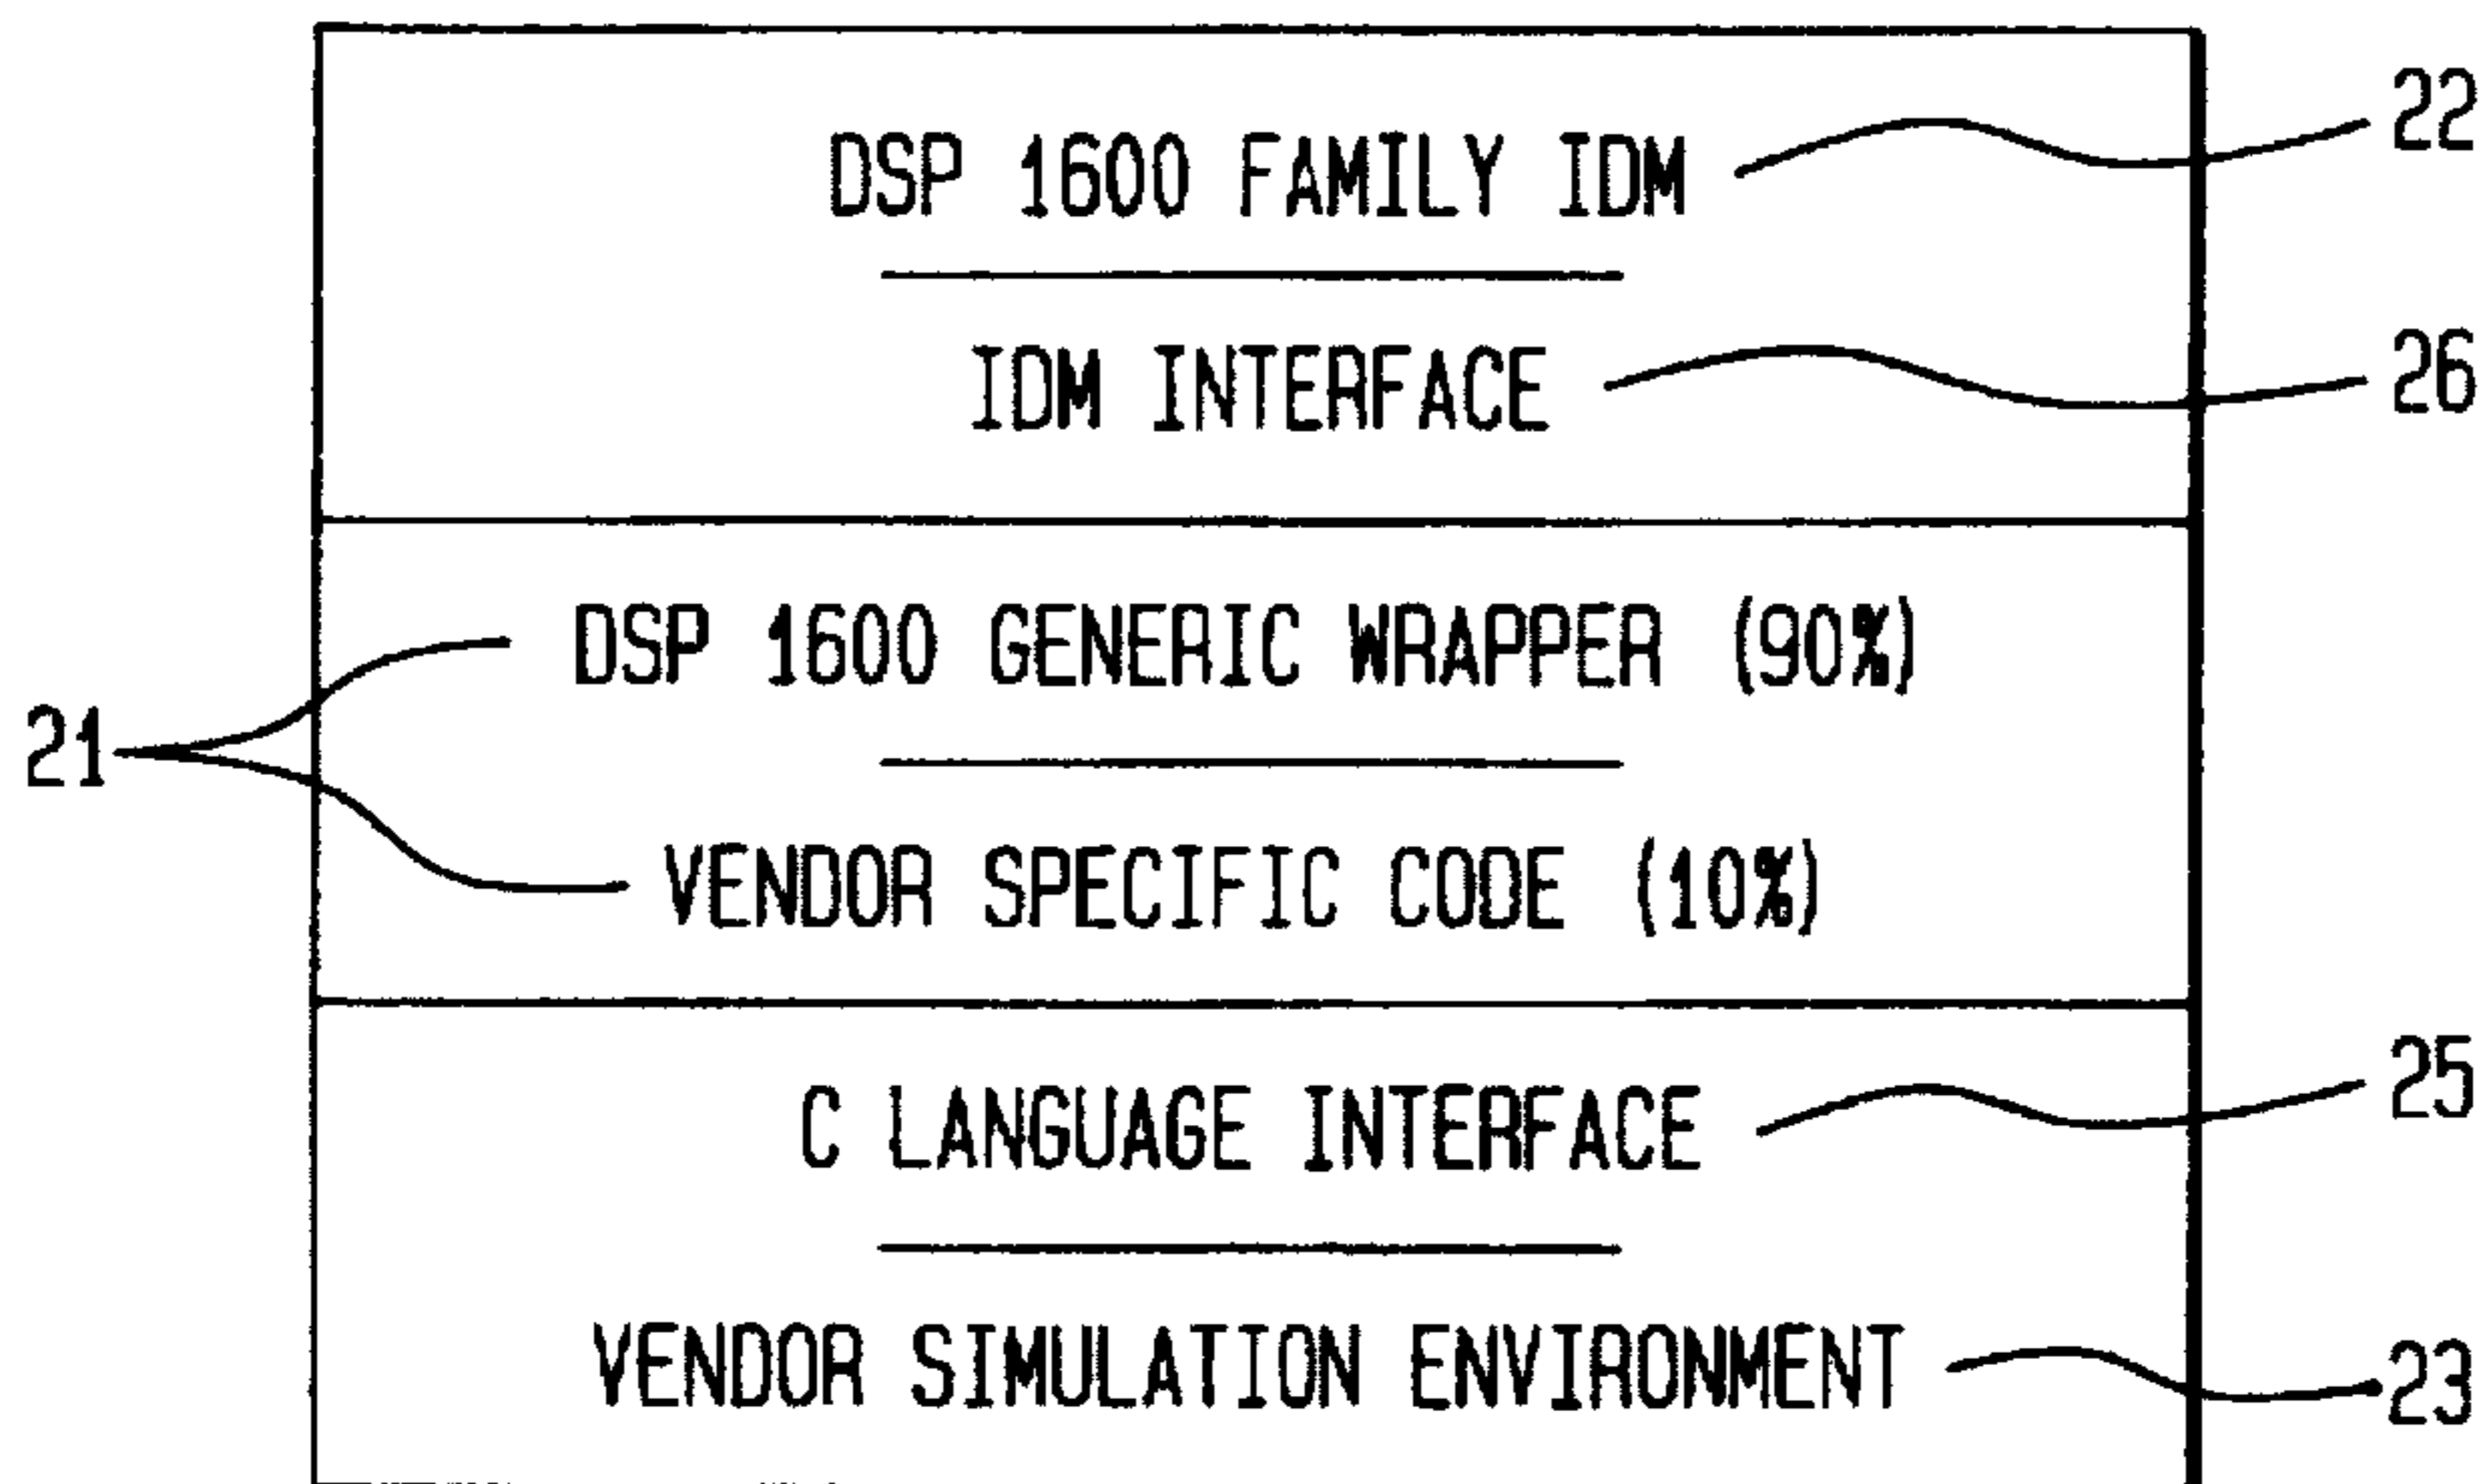 DSP 1600 FAMILY IDM
22
IDM INTERFACE
26
DSP 1600 GENERIC WRAPPER (90%)
21
VENDOR SPECIFIC CODE (10%)
C LANGUAGE INTERFACE
25
VENDOR SIMULATION ENVIRONMENT
23